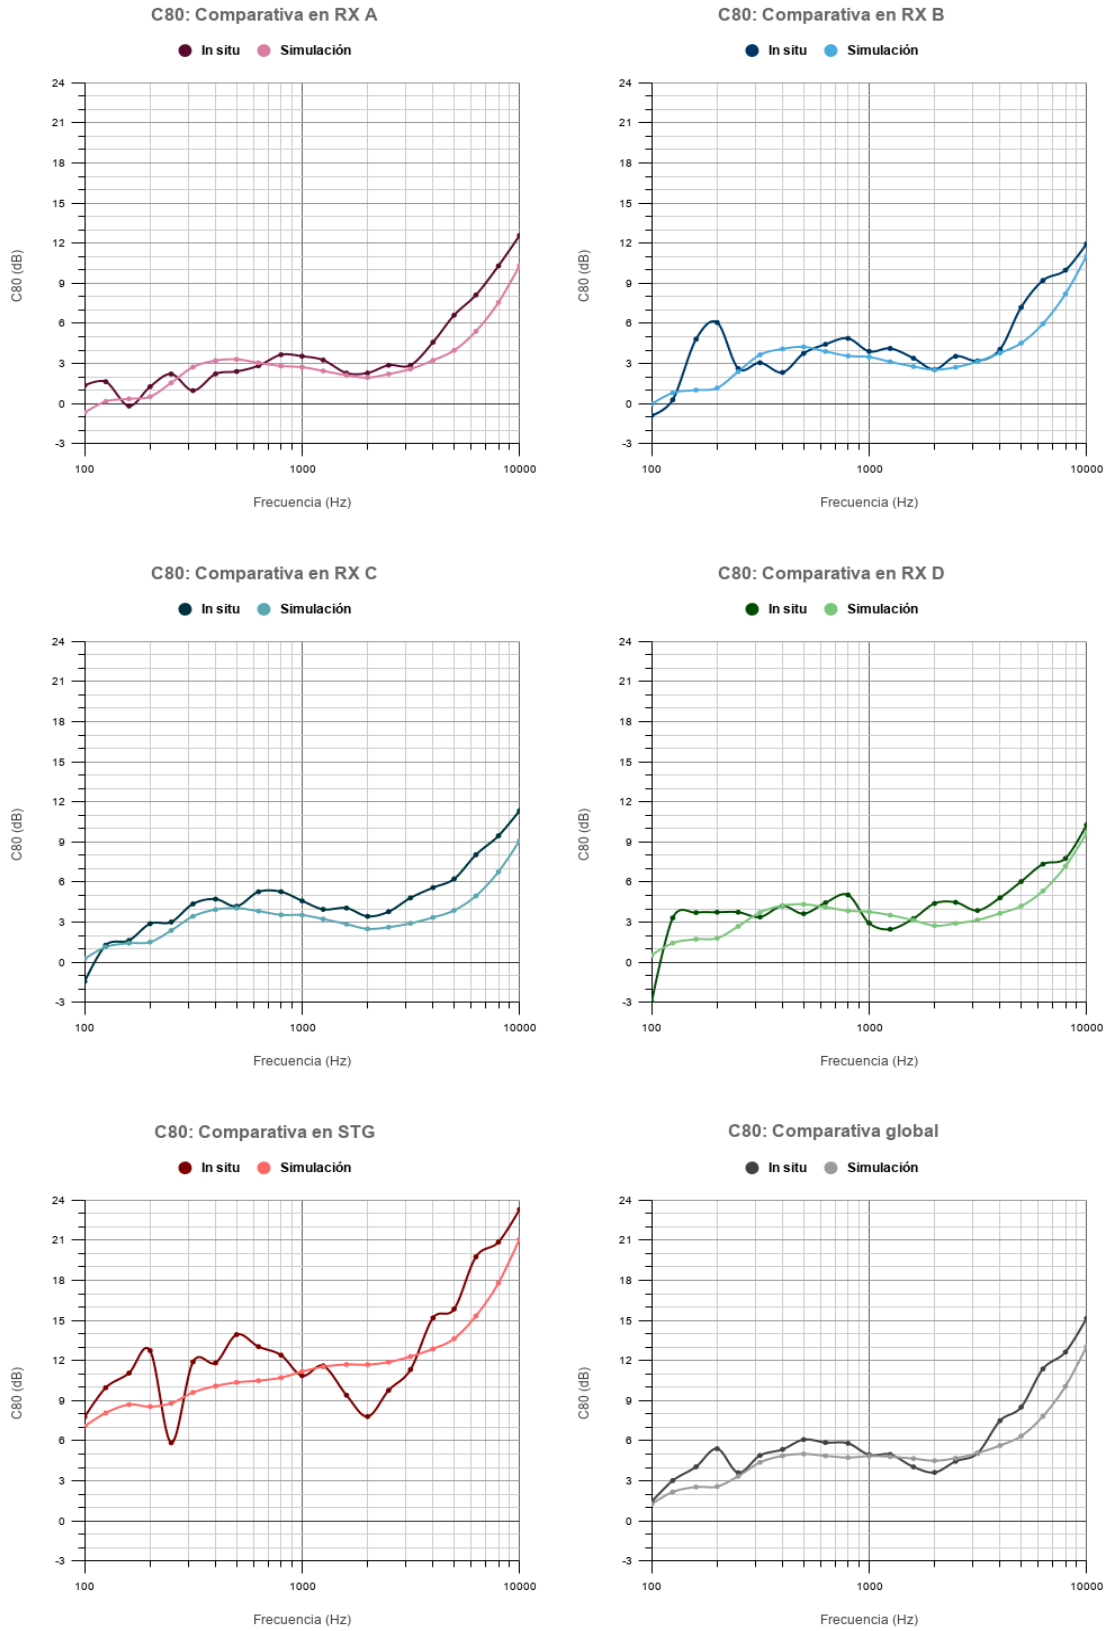 C80: Comparativa en RX A
In situ Simulación
24
21
18
15
12
9
6
3
0
-3
C80 (dB)
100 1000 10000
Frecuencia (Hz)
C80: Comparativa en RX B
In situ Simulación
24
21
18
15
12
9
6
3
0
-3
C80 (dB)
100 1000 10000
Frecuencia (Hz)
C80: Comparativa en RX C
In situ Simulación
24
21
18
15
12
9
6
3
0
-3
C80 (dB)
100 1000 10000
Frecuencia (Hz)
C80: Comparativa en RX D
In situ Simulación
24
21
18
15
12
9
6
3
0
-3
C80 (dB)
100 1000 10000
Frecuencia (Hz)
C80: Comparativa en STG
In situ Simulación
24
21
18
15
12
9
6
3
0
-3
C80 (dB)
100 1000 10000
Frecuencia (Hz)
C80: Comparativa global
In situ Simulación
24
21
18
15
12
9
6
3
0
-3
C80 (dB)
100 1000 10000
Frecuencia (Hz)